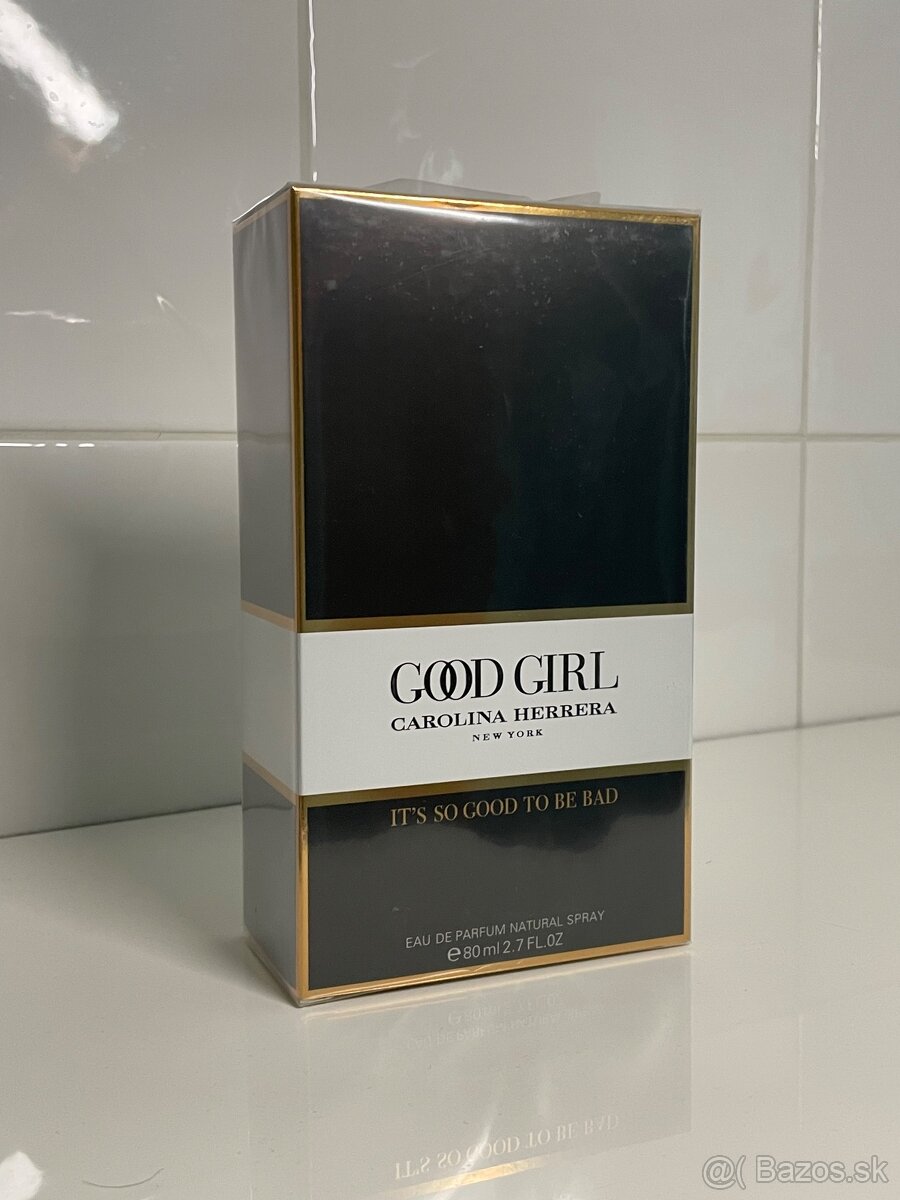 GOOD GIRL
CAROLINA HERRERA
NEW YORK
IT'S SO GOOD TO BE BAD
EAU DE PARFUM NATURAL SPRAY
℮80ml 2.7 FL.OZ
@( Bazos.sk